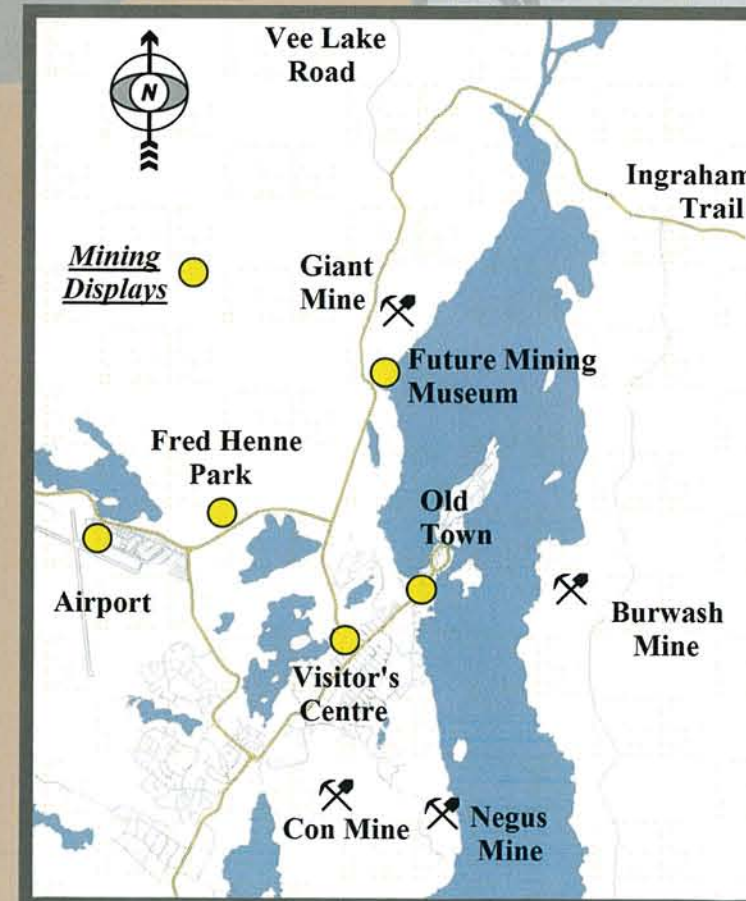 Vee Lake
Road
N
Ingraham
Trail
Mining
Displays
Giant
Mine
Future Mining
Museum
Fred Henne
Park
Old
Town
Airport
Burwash
Mine
Visitor's
Centre
Con Mine
Negus
Mine